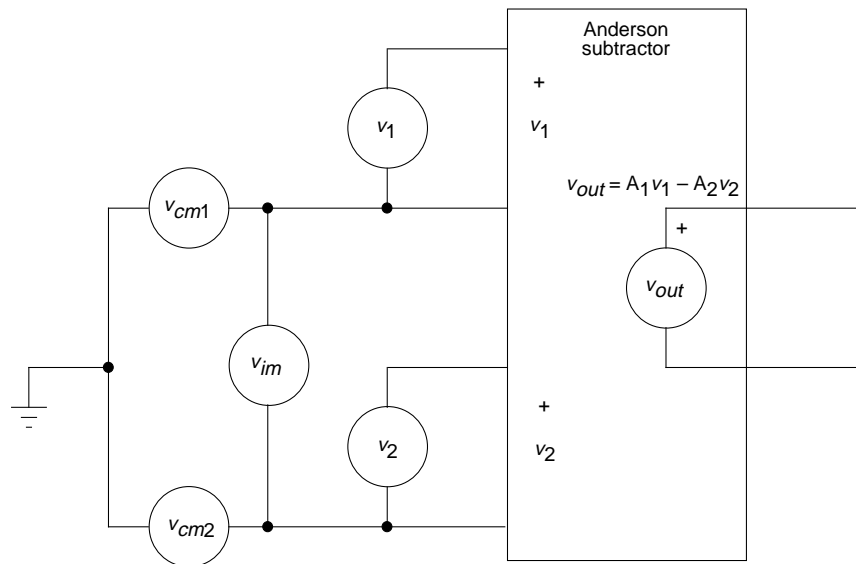 Anderson
subtractor
+
v1
v1
vout = A1v1 − A2v2
vcm1
+
vout
vim
+
v2
v2
vcm2